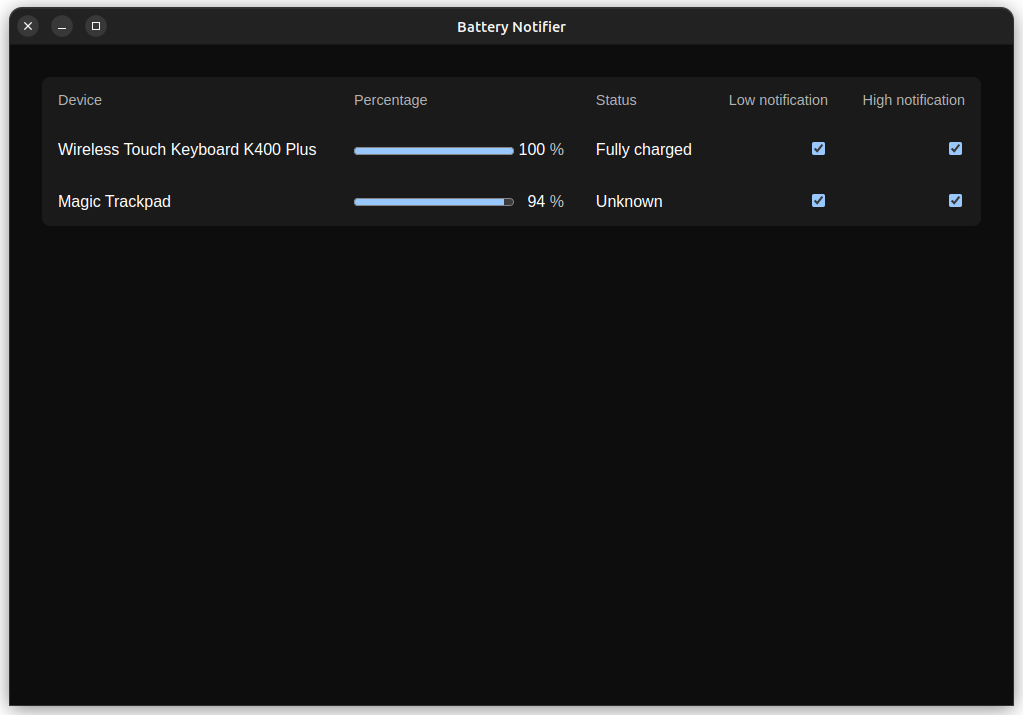 Battery Notifier
Device Percentage Status Low notification High notification
Wireless Touch Keyboard K400 Plus 100 % Fully charged
Magic Trackpad 94 % Unknown